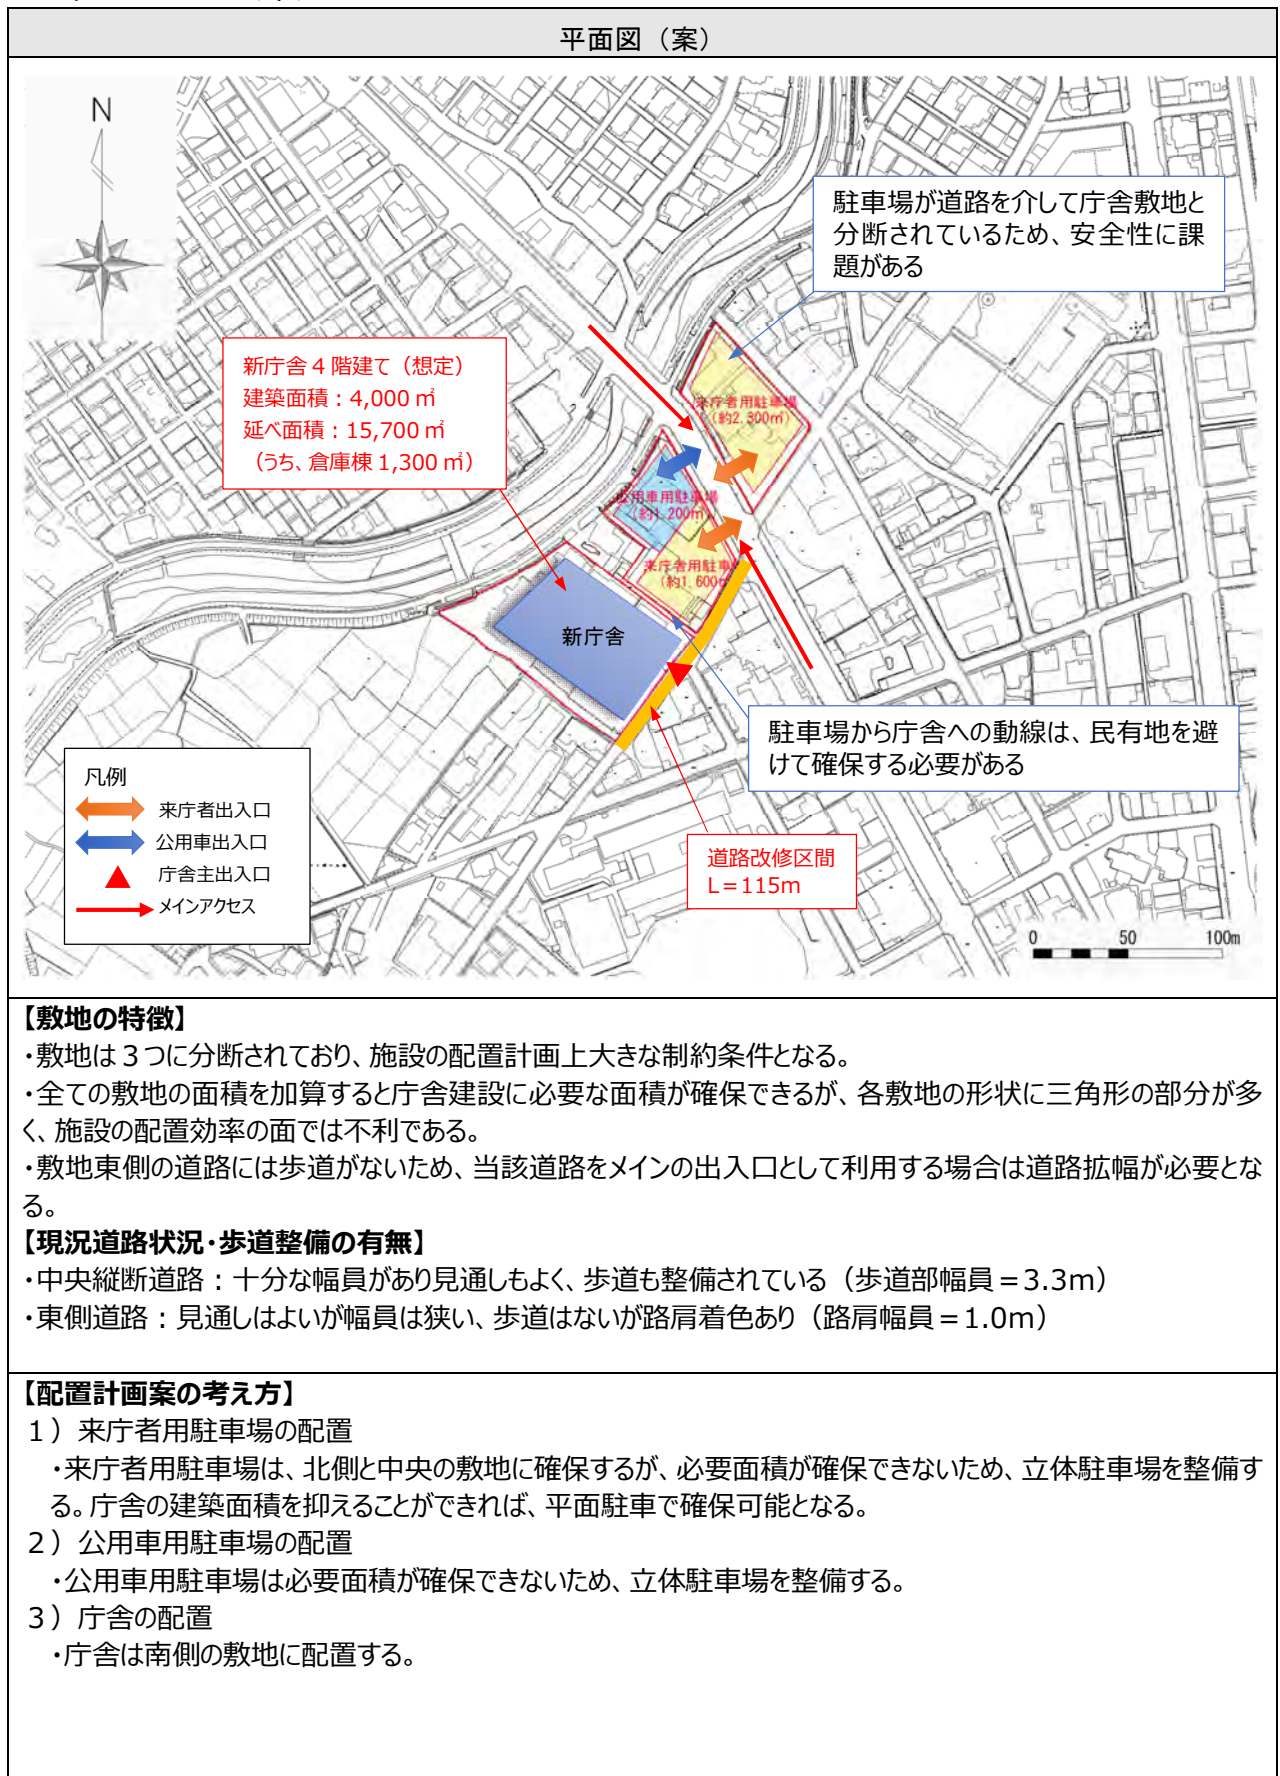 平面図（案）
N
駐車場が道路を介して庁舎敷地と
分断されているため、安全性に課
題がある
新庁舎４階建て（想定）
建築面積：4,000 ㎡
延べ面積：15,700 ㎡
（うち、倉庫棟 1,300 ㎡）
来庁者用駐車場
(約2,300㎡)
公用車用駐車場
(約1,200㎡)
来庁者用駐車
(約1,600㎡
新庁舎
駐車場から庁舎への動線は、民有地を避
けて確保する必要がある
凡例
来庁者出入口
公用車出入口
庁舎主出入口
メインアクセス
道路改修区間
L＝115m
0 50 100m
【敷地の特徴】
・敷地は３つに分断されており、施設の配置計画上大きな制約条件となる。
・全ての敷地の面積を加算すると庁舎建設に必要な面積が確保できるが、各敷地の形状に三角形の部分が多
く、施設の配置効率の面では不利である。
・敷地東側の道路には歩道がないため、当該道路をメインの出入口として利用する場合は道路拡幅が必要とな
る。
【現況道路状況・歩道整備の有無】
・中央縦断道路：十分な幅員があり見通しもよく、歩道も整備されている（歩道部幅員＝3.3m）
・東側道路：見通しはよいが幅員は狭い、歩道はないが路肩着色あり（路肩幅員＝1.0m）
【配置計画案の考え方】
１）来庁者用駐車場の配置
・来庁者用駐車場は、北側と中央の敷地に確保するが、必要面積が確保できないため、立体駐車場を整備す
る。庁舎の建築面積を抑えることができれば、平面駐車で確保可能となる。
２）公用車用駐車場の配置
・公用車用駐車場は必要面積が確保できないため、立体駐車場を整備する。
３）庁舎の配置
・庁舎は南側の敷地に配置する。